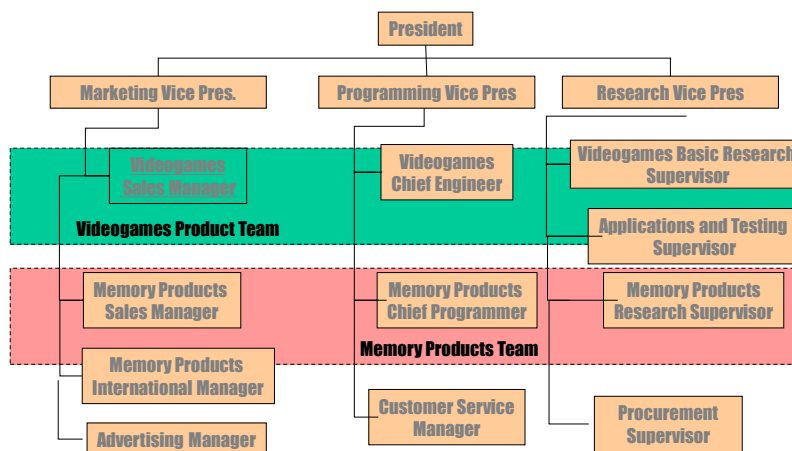 President
Marketing Vice Pres.
Programming Vice Pres
Research Vice Pres
Videogames
Sales Manager
Videogames
Chief Engineer
Videogames Basic Research
Supervisor
Videogames Product Team
Applications and Testing
Supervisor
Memory Products
Sales Manager
Memory Products
Chief Programmer
Memory Products
Research Supervisor
Memory Products Team
Memory Products
International Manager
Customer Service
Manager
Procurement
Supervisor
Advertising Manager